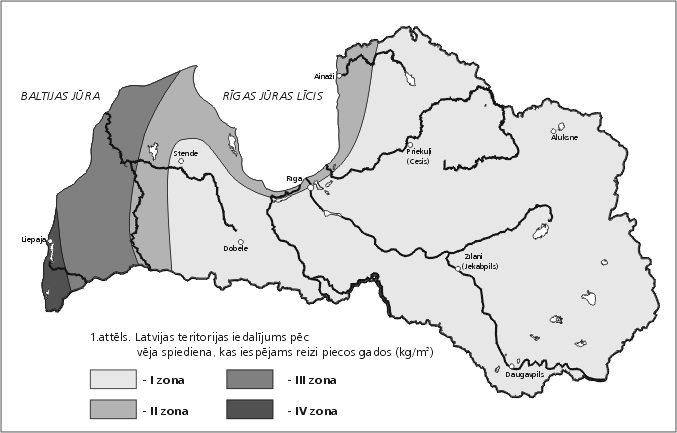 BALTIJAS JŪRA
RĪGAS JŪRAS LĪCIS
Ainaži
Stende
Rīga
Priekuļi
(Cēsis)
Alūksne
Liepāja
Dobele
Zīlāni
(Jēkabpils)
Daugavpils
1.attēls. Latvijas teritorijas iedalījums pēc
vēja spiediena, kas iespējams reizi piecos gados (kg/m²)
- I zona
- III zona
- II zona
- IV zona